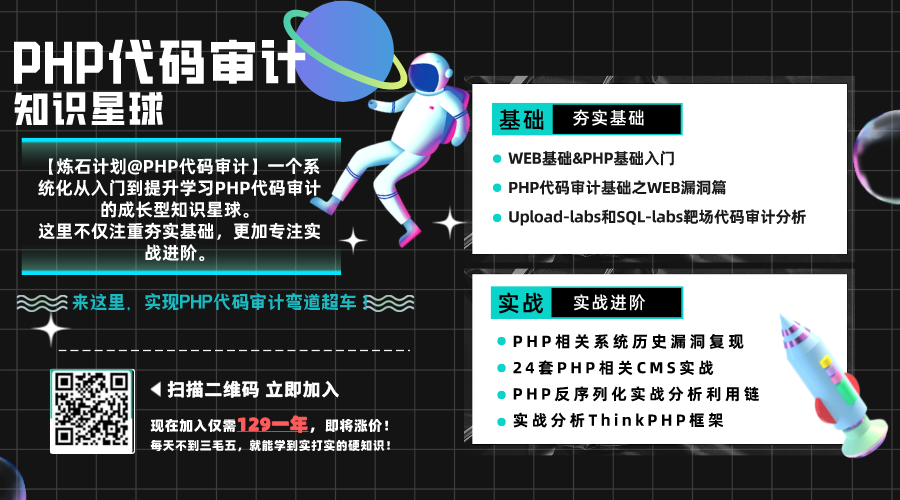 PHP代码审计
知识星球
【炼石计划@PHP代码审计】一个系
统化从入门到提升学习PHP代码审计
的成长型知识星球。
这里不仅注重夯实基础，更加专注实
战进阶。
来这里，实现PHP代码审计弯道超车！
扫描二维码 立即加入
现在加入仅需129一年，即将涨价！
每天不到三毛五，就能学到实打实的硬知识！
基础 夯实基础
WEB基础&PHP基础入门
PHP代码审计基础之WEB漏洞篇
Upload-labs和SQL-labs靶场代码审计分析
实战 实战进阶
PHP相关系统历史漏洞复现
24套PHP相关CMS实战
PHP反序列化实战分析利用链
实战分析ThinkPHP框架